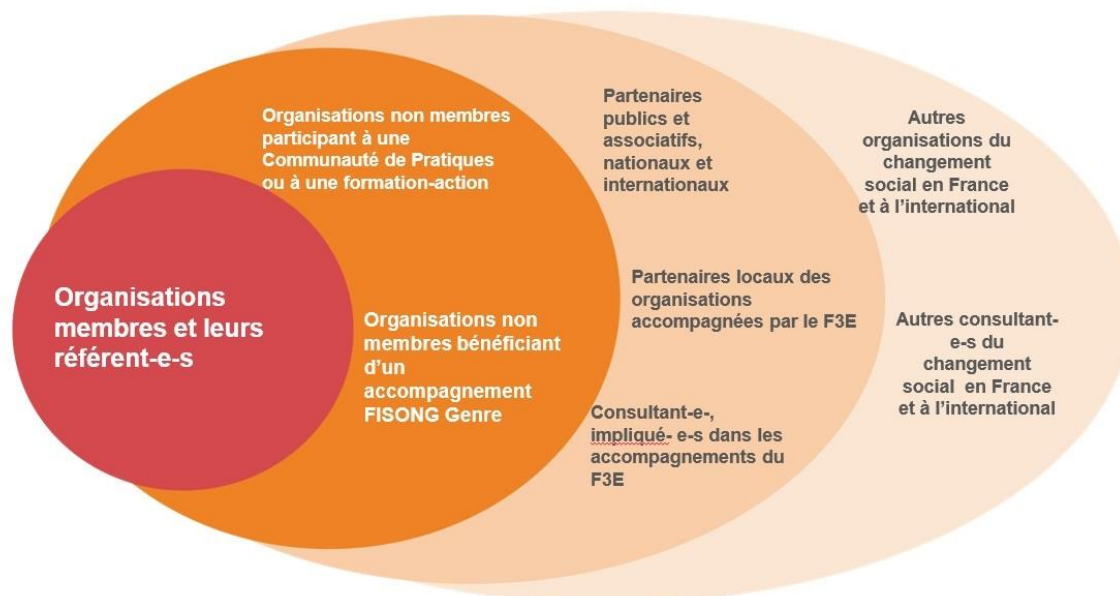 Organisations
membres et leurs
référent-e-s
Organisations non membres
participant à une
Communauté de Pratiques
ou à une formation-action
Organisations non
membres bénéficiant
d’un
accompagnement
FISONG Genre
Partenaires
publics et
associatifs,
nationaux et
internationaux
Partenaires locaux des
organisations
accompagnées par le F3E
Consultant-e-,
impliqué- e-s dans les
accompagnements du
F3E
Autres
organisations du
changement
social en France
et à l’international
Autres consultant-
e-s du
changement
social en France
et à l’international